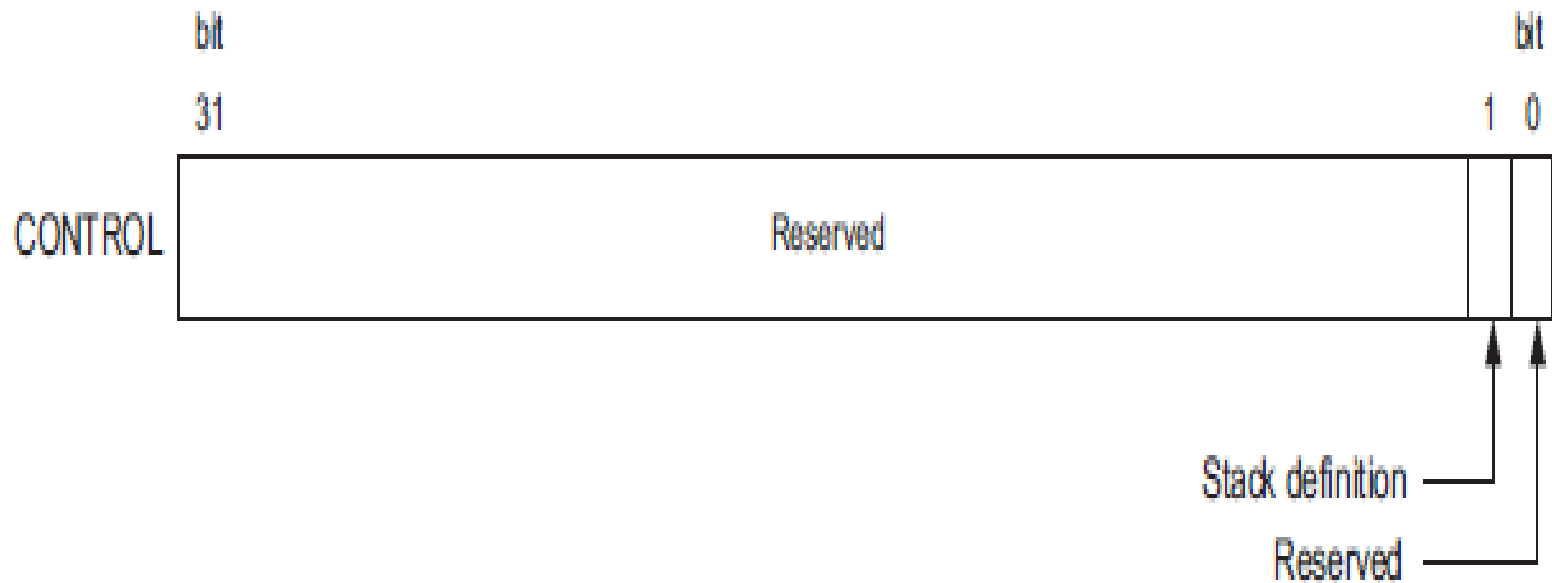 bit bit
31 1 0
CONTROL Reserved
Stack definition
Reserved